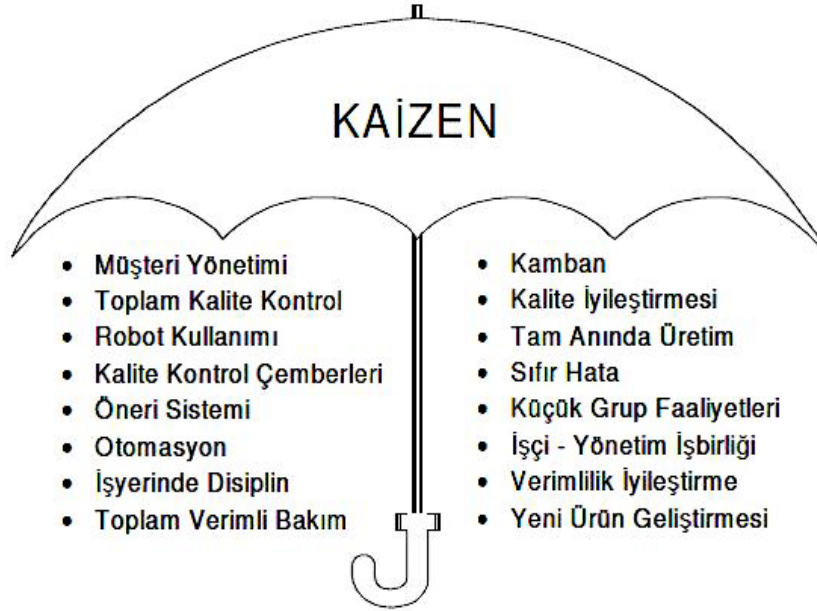 KAİZEN
• Müşteri Yönetimi
• Toplam Kalite Kontrol
• Robot Kullanımı
• Kalite Kontrol Çemberleri
• Öneri Sistemi
• Otomasyon
• İşyerinde Disiplin
• Toplam Verimli Bakım
• Kamban
• Kalite İyileştirmesi
• Tam Anında Üretim
• Sıfır Hata
• Küçük Grup Faaliyetleri
• İşçi - Yönetim İşbirliği
• Verimlilik İyileştirme
• Yeni Ürün Geliştirmesi